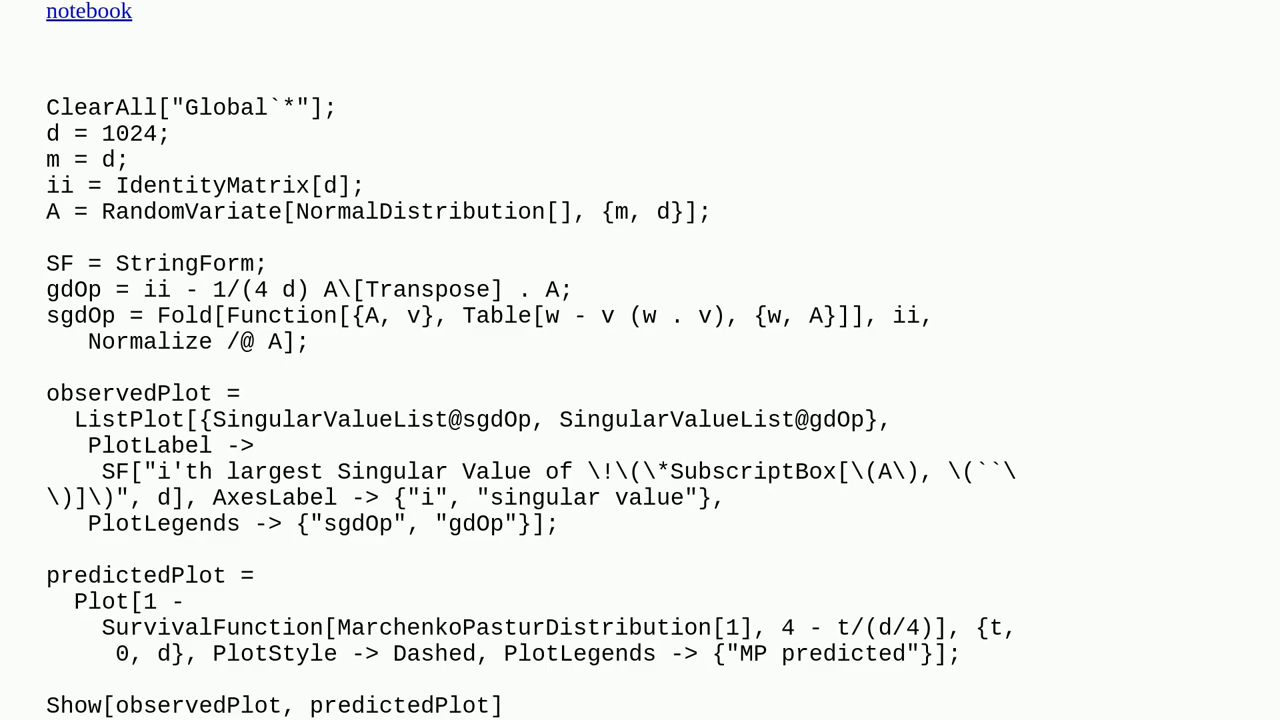 notebook
ClearAll["Global`*"];
d = 1024;
m = d;
ii = IdentityMatrix[d];
A = RandomVariate[NormalDistribution[], {m, d}];
SF = StringForm;
gdOp = ii - 1/(4 d) A\[Transpose] . A;
sgdOp = Fold[Function[{A, v}, Table[w - v (w . v), {w, A}]], ii,
   Normalize /@ A];
observedPlot =
  ListPlot[{SingularValueList@sgdOp, SingularValueList@gdOp},
   PlotLabel ->
    SF["i'th largest Singular Value of \!\(\*SubscriptBox[\(A\), \(``\
\)]\)", d], AxesLabel -> {"i", "singular value"},
   PlotLegends -> {"sgdOp", "gdOp"}];
predictedPlot =
  Plot[1 -
    SurvivalFunction[MarchenkoPasturDistribution[1], 4 - t/(d/4)], {t,
     0, d}, PlotStyle -> Dashed, PlotLegends -> {"MP predicted"}];
Show[observedPlot, predictedPlot]